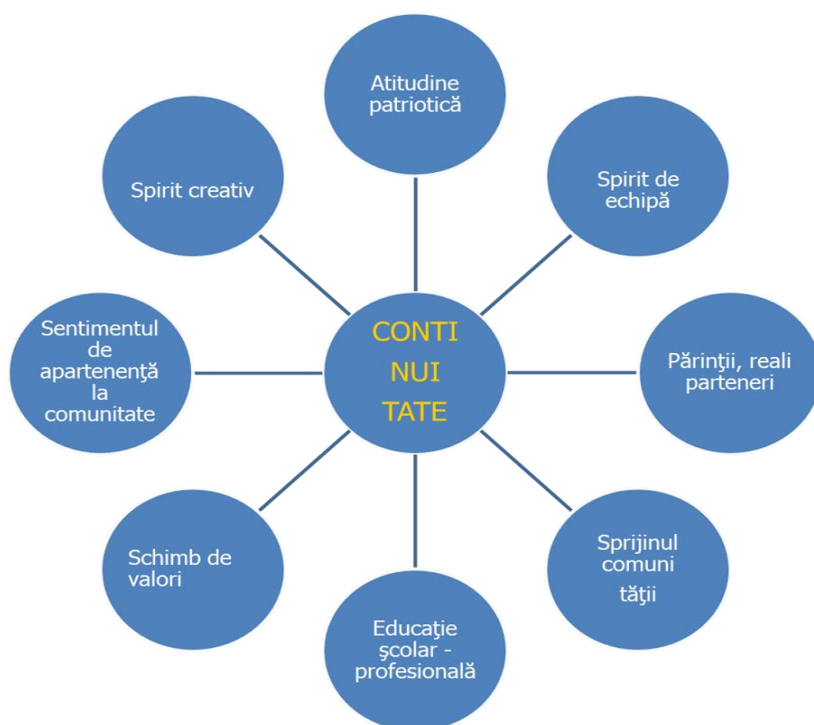 Atitudine
patriotică
Spirit de
echipă
Părinţii, reali
parteneri
Sprijinul
comuni
tăţii
Educaţie
şcolar -
profesională
Schimb de
valori
Sentimentul
de
apartenenţă
la
comunitate
Spirit creativ
CONTI
NUI
TATE